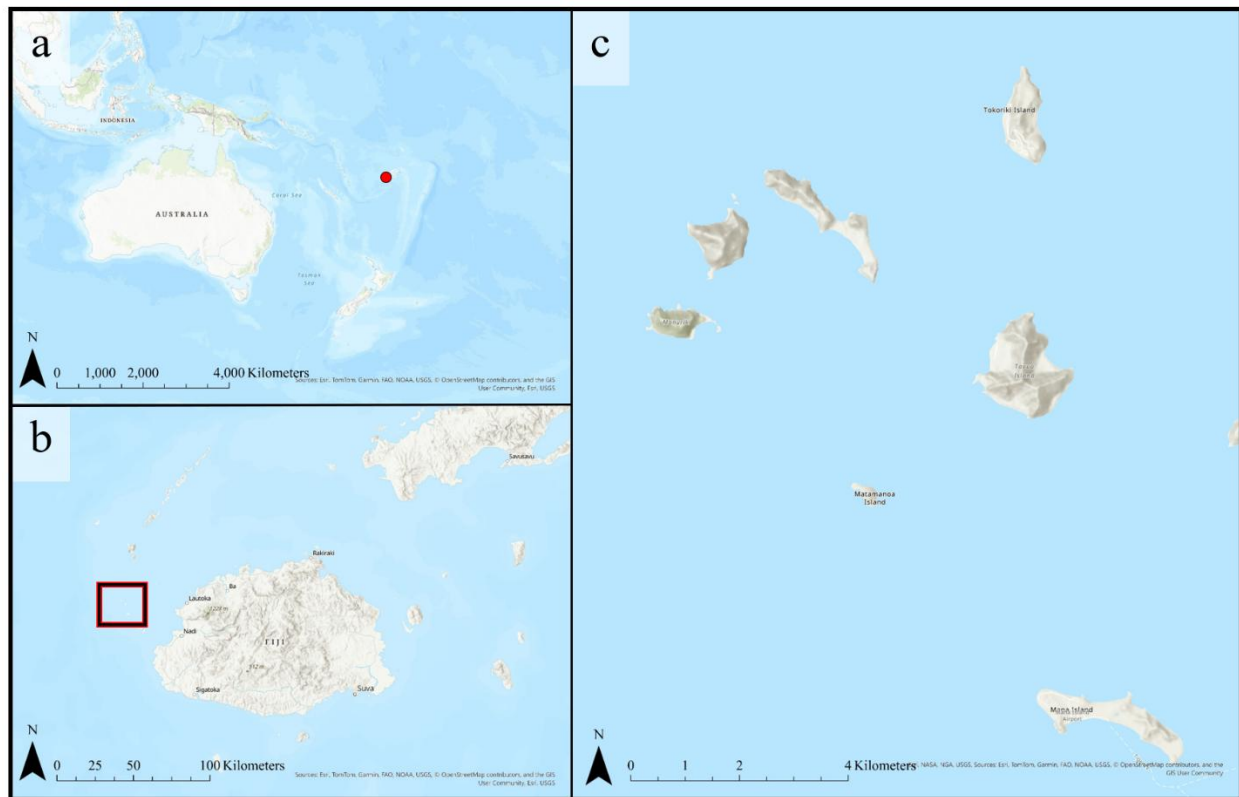 a
INDONESIA
AUSTRALIA
Coral Sea
Tasman
Sea
N
0 1,000 2,000 4,000 Kilometers
Sources: Esri, TomTom, Garmin, FAO, NOAA, USGS, © OpenStreetMap contributors, and the GIS
User Community, Esri, USGS
b
Savusavu
Rakiraki
Ba
Lautoka
Nadi
FIJI
Sigatoka
Suva
N
0 25 50 100 Kilometers
Sources: Esri, TomTom, Garmin, FAO, NOAA, USGS, © OpenStreetMap contributors, and the GIS
User Community, Esri, USGS
c
Tokoriki Island
Island
Matamanoa
Island
Mana Island
Airport
N
0 1 2 4 Kilometers
NASA, NGA, USGS, Sources: Esri, TomTom, Garmin, FAO, NOAA, USGS, © OpenStreetMap contributors, and the
GIS User Community